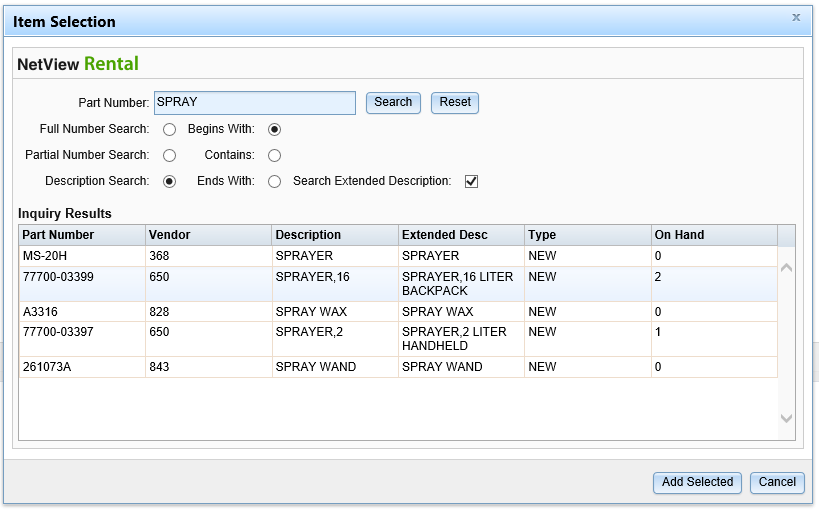 Item Selection x
NetView Rental
Part Number: SPRAY Search Reset
Full Number Search: Begins With:
Partial Number Search: Contains:
Description Search: Ends With: Search Extended Description:
Inquiry Results
Part Number Vendor Description Extended Desc Type On Hand
MS-20H 368 SPRAYER SPRAYER NEW 0
77700-03399 650 SPRAYER,16 SPRAYER,16 LITER NEW 2
BACKPACK
A3316 828 SPRAY WAX SPRAY WAX NEW 0
77700-03397 650 SPRAYER,2 SPRAYER,2 LITER NEW 1
HANDHELD
261073A 843 SPRAY WAND SPRAY WAND NEW 0
Add Selected Cancel